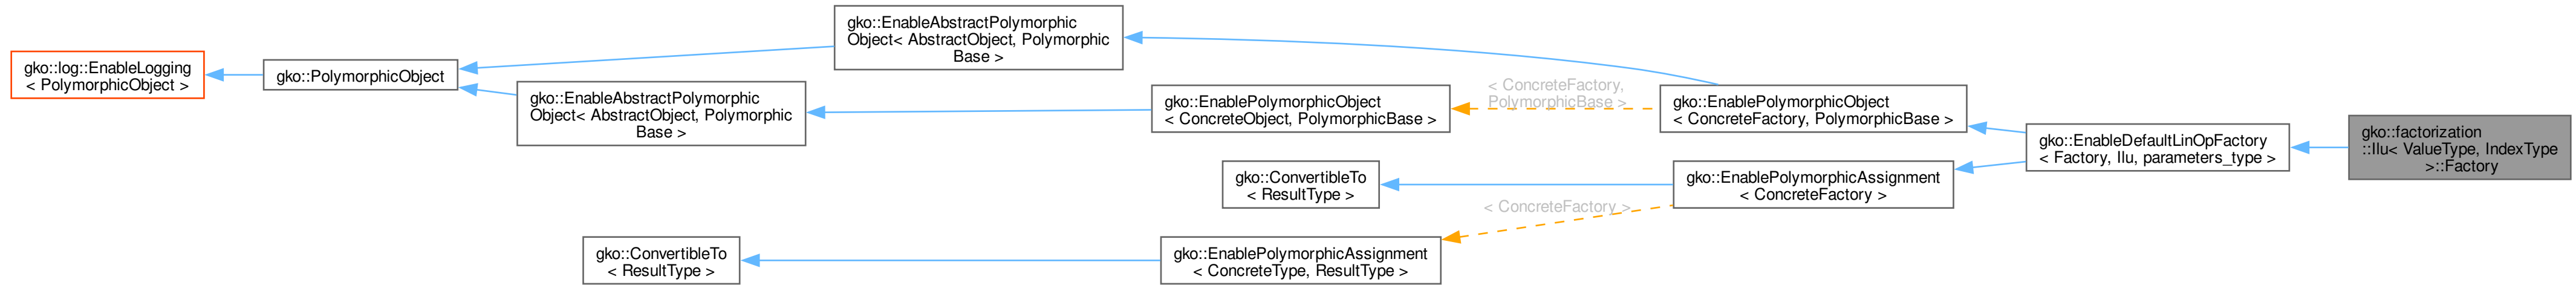 gko::log::EnableLogging
< PolymorphicObject >
gko::PolymorphicObject
gko::EnableAbstractPolymorphic
Object< AbstractObject, Polymorphic
Base >
gko::EnableAbstractPolymorphic
Object< AbstractObject, Polymorphic
Base >
gko::EnablePolymorphicObject
< ConcreteObject, PolymorphicBase >
< ConcreteFactory,
PolymorphicBase >
gko::EnablePolymorphicObject
< ConcreteFactory, PolymorphicBase >
gko::ConvertibleTo
< ResultType >
gko::EnablePolymorphicAssignment
< ConcreteFactory >
< ConcreteFactory >
gko::ConvertibleTo
< ResultType >
gko::EnablePolymorphicAssignment
< ConcreteType, ResultType >
gko::EnableDefaultLinOpFactory
< Factory, Ilu, parameters_type >
gko::factorization
::Ilu< ValueType, IndexType
>::Factory